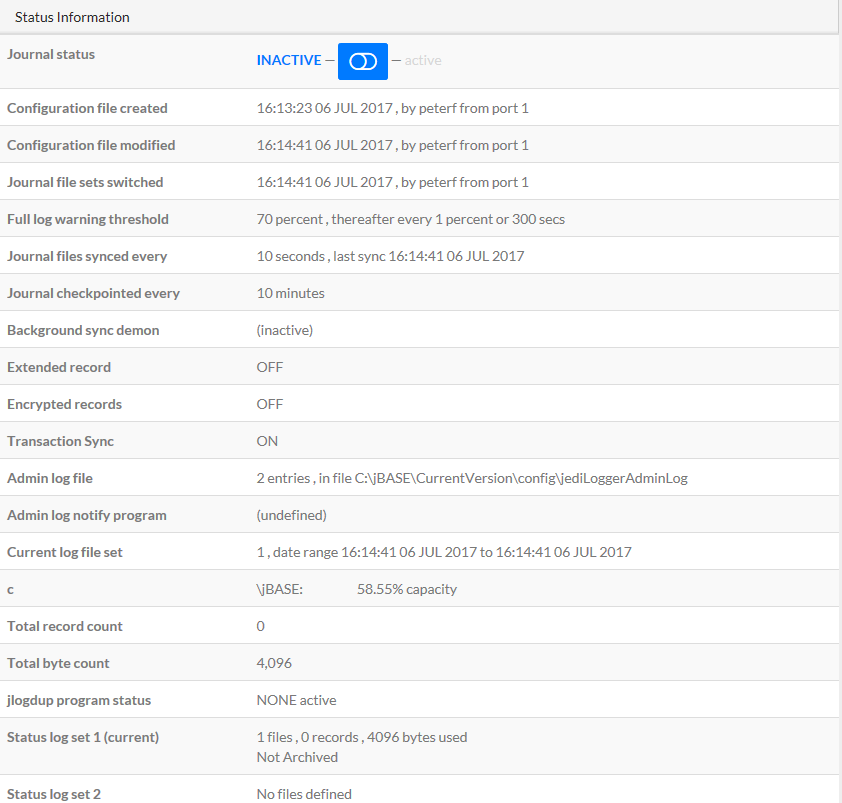 Status Information
Journal status INACTIVE – – active
Configuration file created 16:13:23 06 JUL 2017 , by peterf from port 1
Configuration file modified 16:14:41 06 JUL 2017 , by peterf from port 1
Journal file sets switched 16:14:41 06 JUL 2017 , by peterf from port 1
Full log warning threshold 70 percent , thereafter every 1 percent or 300 secs
Journal files synced every 10 seconds , last sync 16:14:41 06 JUL 2017
Journal checkpointed every 10 minutes
Background sync demon (inactive)
Extended record OFF
Encrypted records OFF
Transaction Sync ON
Admin log file 2 entries , in file C:\jBASE\CurrentVersion\config\jediLoggerAdminLog
Admin log notify program (undefined)
Current log file set 1 , date range 16:14:41 06 JUL 2017 to 16:14:41 06 JUL 2017
c \jBASE: 58.55% capacity
Total record count 0
Total byte count 4,096
jlogdup program status NONE active
Status log set 1 (current) 1 files , 0 records , 4096 bytes used
Not Archived
Status log set 2 No files defined